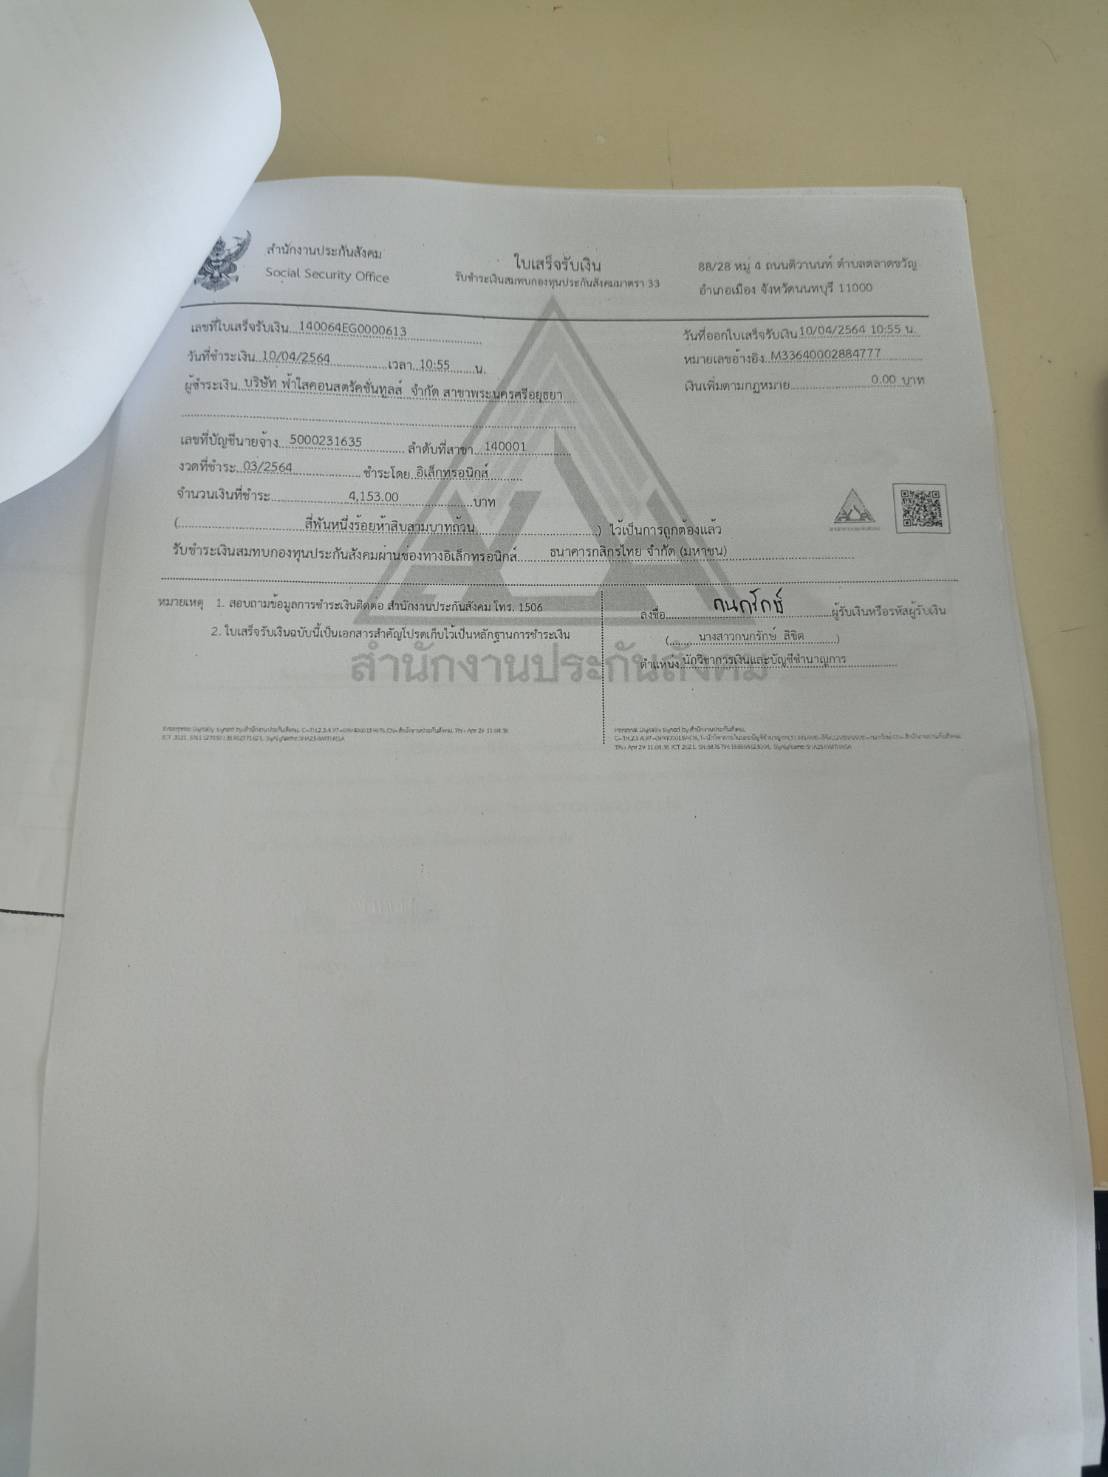 สำนักงานประกันสังคม
Social Security Office
ใบเสร็จรับเงิน
รับชำระเงินสมทบกองทุนประกันสังคมมาตรา 33
88/28 หมู่ 4 ถนนติวานนท์ ตำบลตลาดขวัญ
อำเภอเมือง จังหวัดนนทบุรี 11000
เลขที่ใบเสร็จรับเงิน...140064EG0000613
วันที่ออกใบเสร็จรับเงิน 10/04/2564 10:55 น.
วันที่ชำระเงิน 10/04/2564 เวลา 10:55 น.
หมายเลขอ้างอิง M33640002884777
ผู้ชำระเงิน บริษัท ฟ้าใสคอนสตรัคชั่นทูลส์ จำกัด สาขาพระนครศรีอยุธยา
เงินเพิ่มตามกฎหมาย 0.00 บาท
เลขที่บัญชีนายจ้าง 5000231635 ลำดับที่สาขา 140001
งวดที่ชำระ 03/2564 ชำระโดย อิเล็กทรอนิกส์
จำนวนเงินที่ชำระ 4,153.00 บาท
( สี่พันหนึ่งร้อยห้าสิบสามบาทถ้วน ) ไว้เป็นการถูกต้องแล้ว
รับชำระเงินสมทบกองทุนประกันสังคมผ่านช่องทางอิเล็กทรอนิกส์ ธนาคารกสิกรไทย จำกัด (มหาชน)
หมายเหตุ 1. สอบถามข้อมูลการชำระเงินติดต่อ สำนักงานประกันสังคม โทร. 1506
2. ใบเสร็จรับเงินฉบับนี้เป็นเอกสารสำคัญโปรดเก็บไว้เป็นหลักฐานการชำระเงิน
ลงชื่อ กนกรักษ์ ผู้รับเงินหรือรหัสผู้รับเงิน
( นางสาวกนกรักษ์ ลิขิต )
ตำแหน่ง นักวิชาการเงินและบัญชีชำนาญการ
สำนักงานประกันสังคม